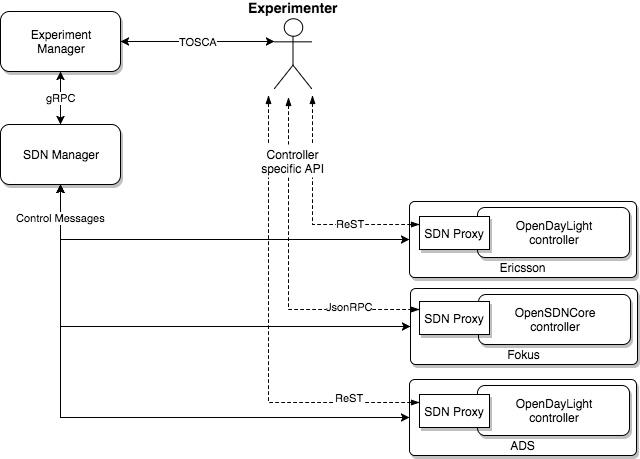 Experimenter
Experiment
Manager
TOSCA
gRPC
SDN Manager
Controller
specific API
Control Messages
ReST
SDN Proxy
OpenDayLight
controller
Ericsson
JsonRPC
SDN Proxy
OpenSDNCore
controller
Fokus
ReST
SDN Proxy
OpenDayLight
controller
ADS